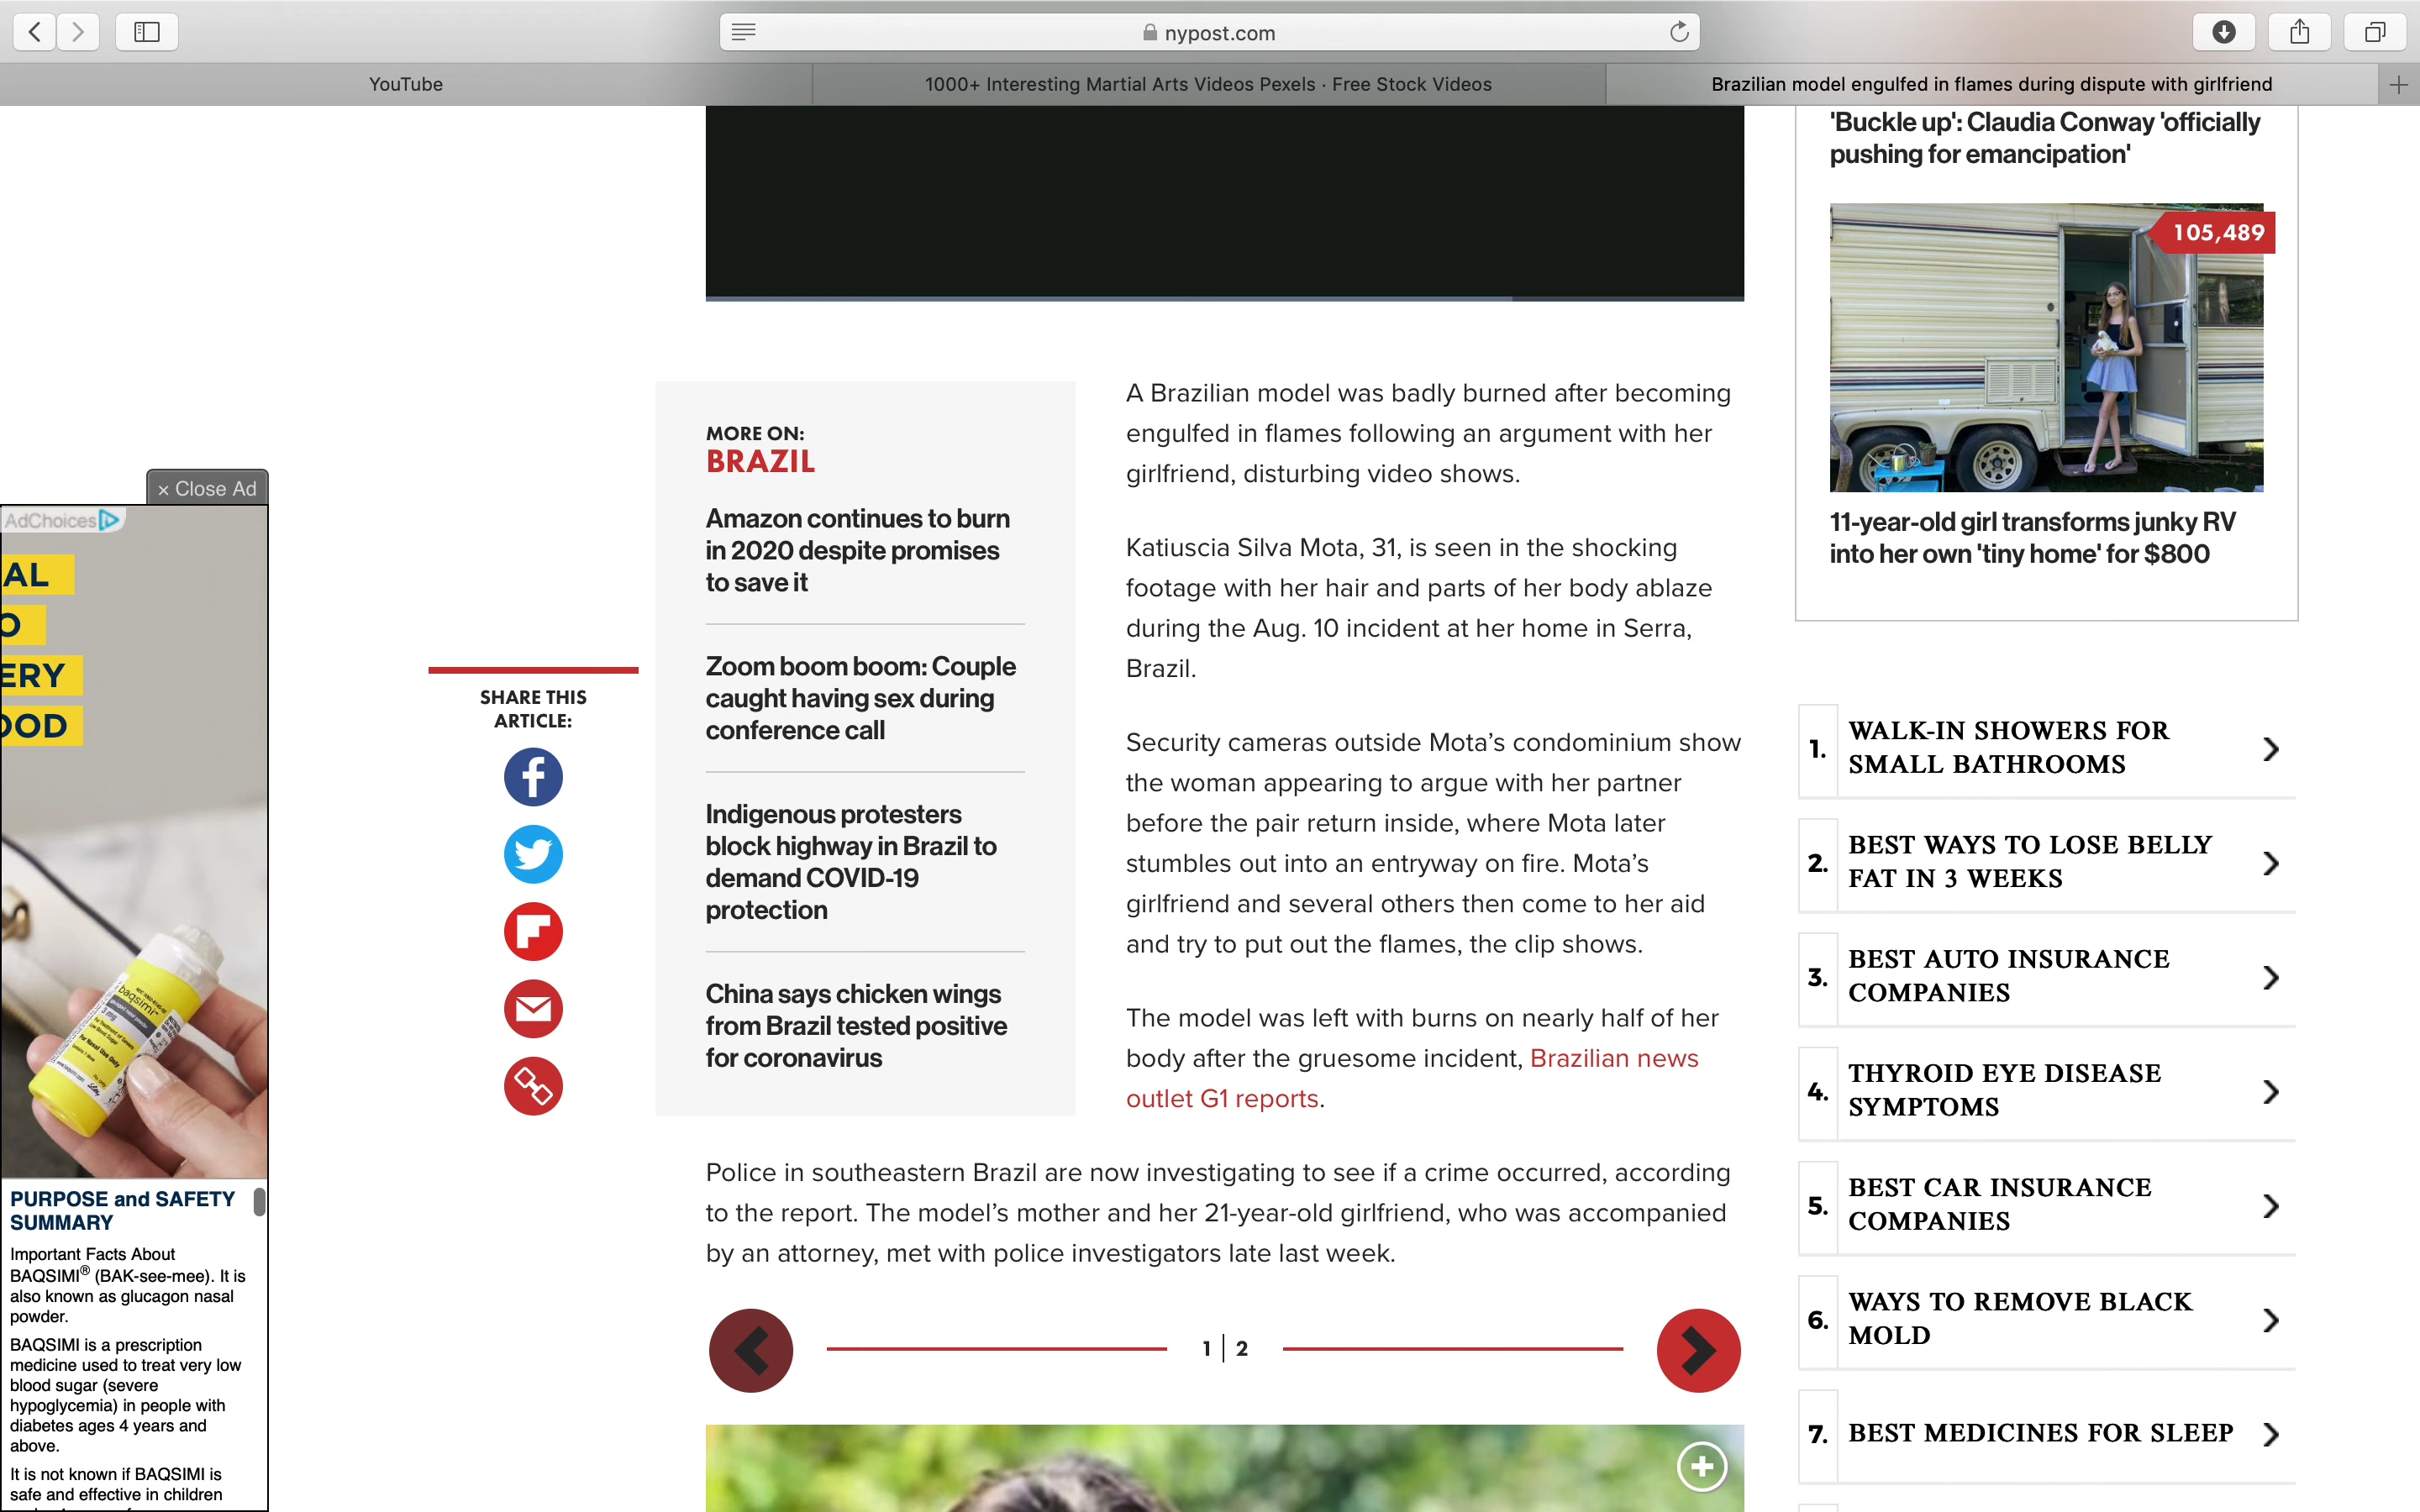 nypost.com
YouTube
1000+ Interesting Martial Arts Videos Pexels · Free Stock Videos
Brazilian model engulfed in flames during dispute with girlfriend
× Close Ad
AdChoices
AL
O
ERY
OOD
baqsimi
3 mg
For Nasal Use Only
PURPOSE and SAFETY
SUMMARY
Important Facts About
BAQSIMI® (BAK-see-mee). It is
also known as glucagon nasal
powder.
BAQSIMI is a prescription
medicine used to treat very low
blood sugar (severe
hypoglycemia) in people with
diabetes ages 4 years and
above.
It is not known if BAQSIMI is
safe and effective in children
SHARE THIS
ARTICLE:
MORE ON:
BRAZIL
Amazon continues to burn
in 2020 despite promises
to save it
Zoom boom boom: Couple
caught having sex during
conference call
Indigenous protesters
block highway in Brazil to
demand COVID-19
protection
China says chicken wings
from Brazil tested positive
for coronavirus
A Brazilian model was badly burned after becoming
engulfed in flames following an argument with her
girlfriend, disturbing video shows.
Katiuscia Silva Mota, 31, is seen in the shocking
footage with her hair and parts of her body ablaze
during the Aug. 10 incident at her home in Serra,
Brazil.
Security cameras outside Mota’s condominium show
the woman appearing to argue with her partner
before the pair return inside, where Mota later
stumbles out into an entryway on fire. Mota’s
girlfriend and several others then come to her aid
and try to put out the flames, the clip shows.
The model was left with burns on nearly half of her
body after the gruesome incident, Brazilian news
outlet G1 reports.
Police in southeastern Brazil are now investigating to see if a crime occurred, according
to the report. The model’s mother and her 21-year-old girlfriend, who was accompanied
by an attorney, met with police investigators late last week.
1 | 2
'Buckle up': Claudia Conway 'officially
pushing for emancipation'
105,489
11-year-old girl transforms junky RV
into her own 'tiny home' for $800
1. WALK-IN SHOWERS FOR
SMALL BATHROOMS
2. BEST WAYS TO LOSE BELLY
FAT IN 3 WEEKS
3. BEST AUTO INSURANCE
COMPANIES
4. THYROID EYE DISEASE
SYMPTOMS
5. BEST CAR INSURANCE
COMPANIES
6. WAYS TO REMOVE BLACK
MOLD
7. BEST MEDICINES FOR SLEEP